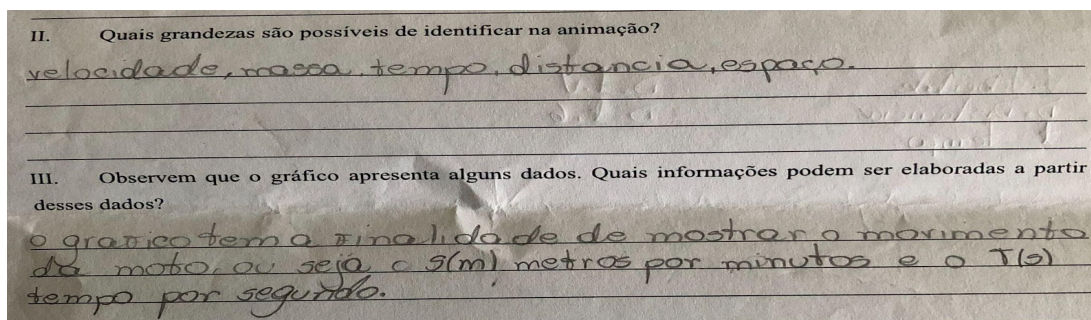 II. Quais grandezas são possíveis de identificar na animação?
velocidade, massa, tempo, distancia, espaço.
III. Observem que o gráfico apresenta alguns dados. Quais informações podem ser elaboradas a partir
desses dados?
o grafico tem a finalidade de mostrar o movimento
da moto, ou seja o S(m) metros por minutos e o T(s)
tempo por segundo.